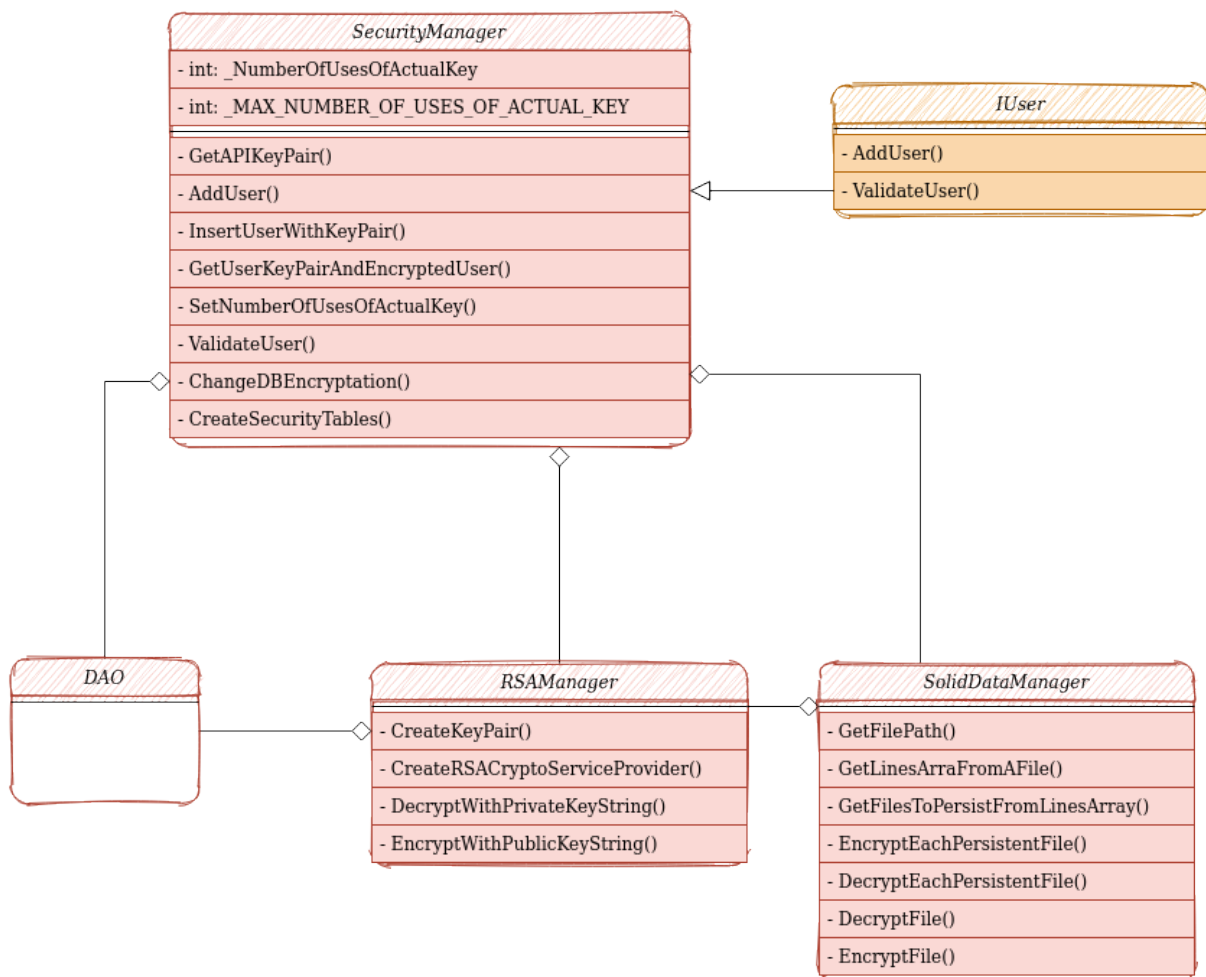 SecurityManager
- int: _NumberOfUsesOfActualKey
- int: _MAX_NUMBER_OF_USES_OF_ACTUAL_KEY
- GetAPIKeyPair()
- AddUser()
- InsertUserWithKeyPair()
- GetUserKeyPairAndEncryptedUser()
- SetNumberOfUsesOfActualKey()
- ValidateUser()
- ChangeDBEncryptation()
- CreateSecurityTables()
IUser
- AddUser()
- ValidateUser()
DAO
RSAManager
- CreateKeyPair()
- CreateRSACryptoServiceProvider()
- DecryptWithPrivateKeyString()
- EncryptWithPublicKeyString()
SolidDataManager
- GetFilePath()
- GetLinesArraFromAFile()
- GetFilesToPersistFromLinesArray()
- EncryptEachPersistentFile()
- DecryptEachPersistentFile()
- DecryptFile()
- EncryptFile()